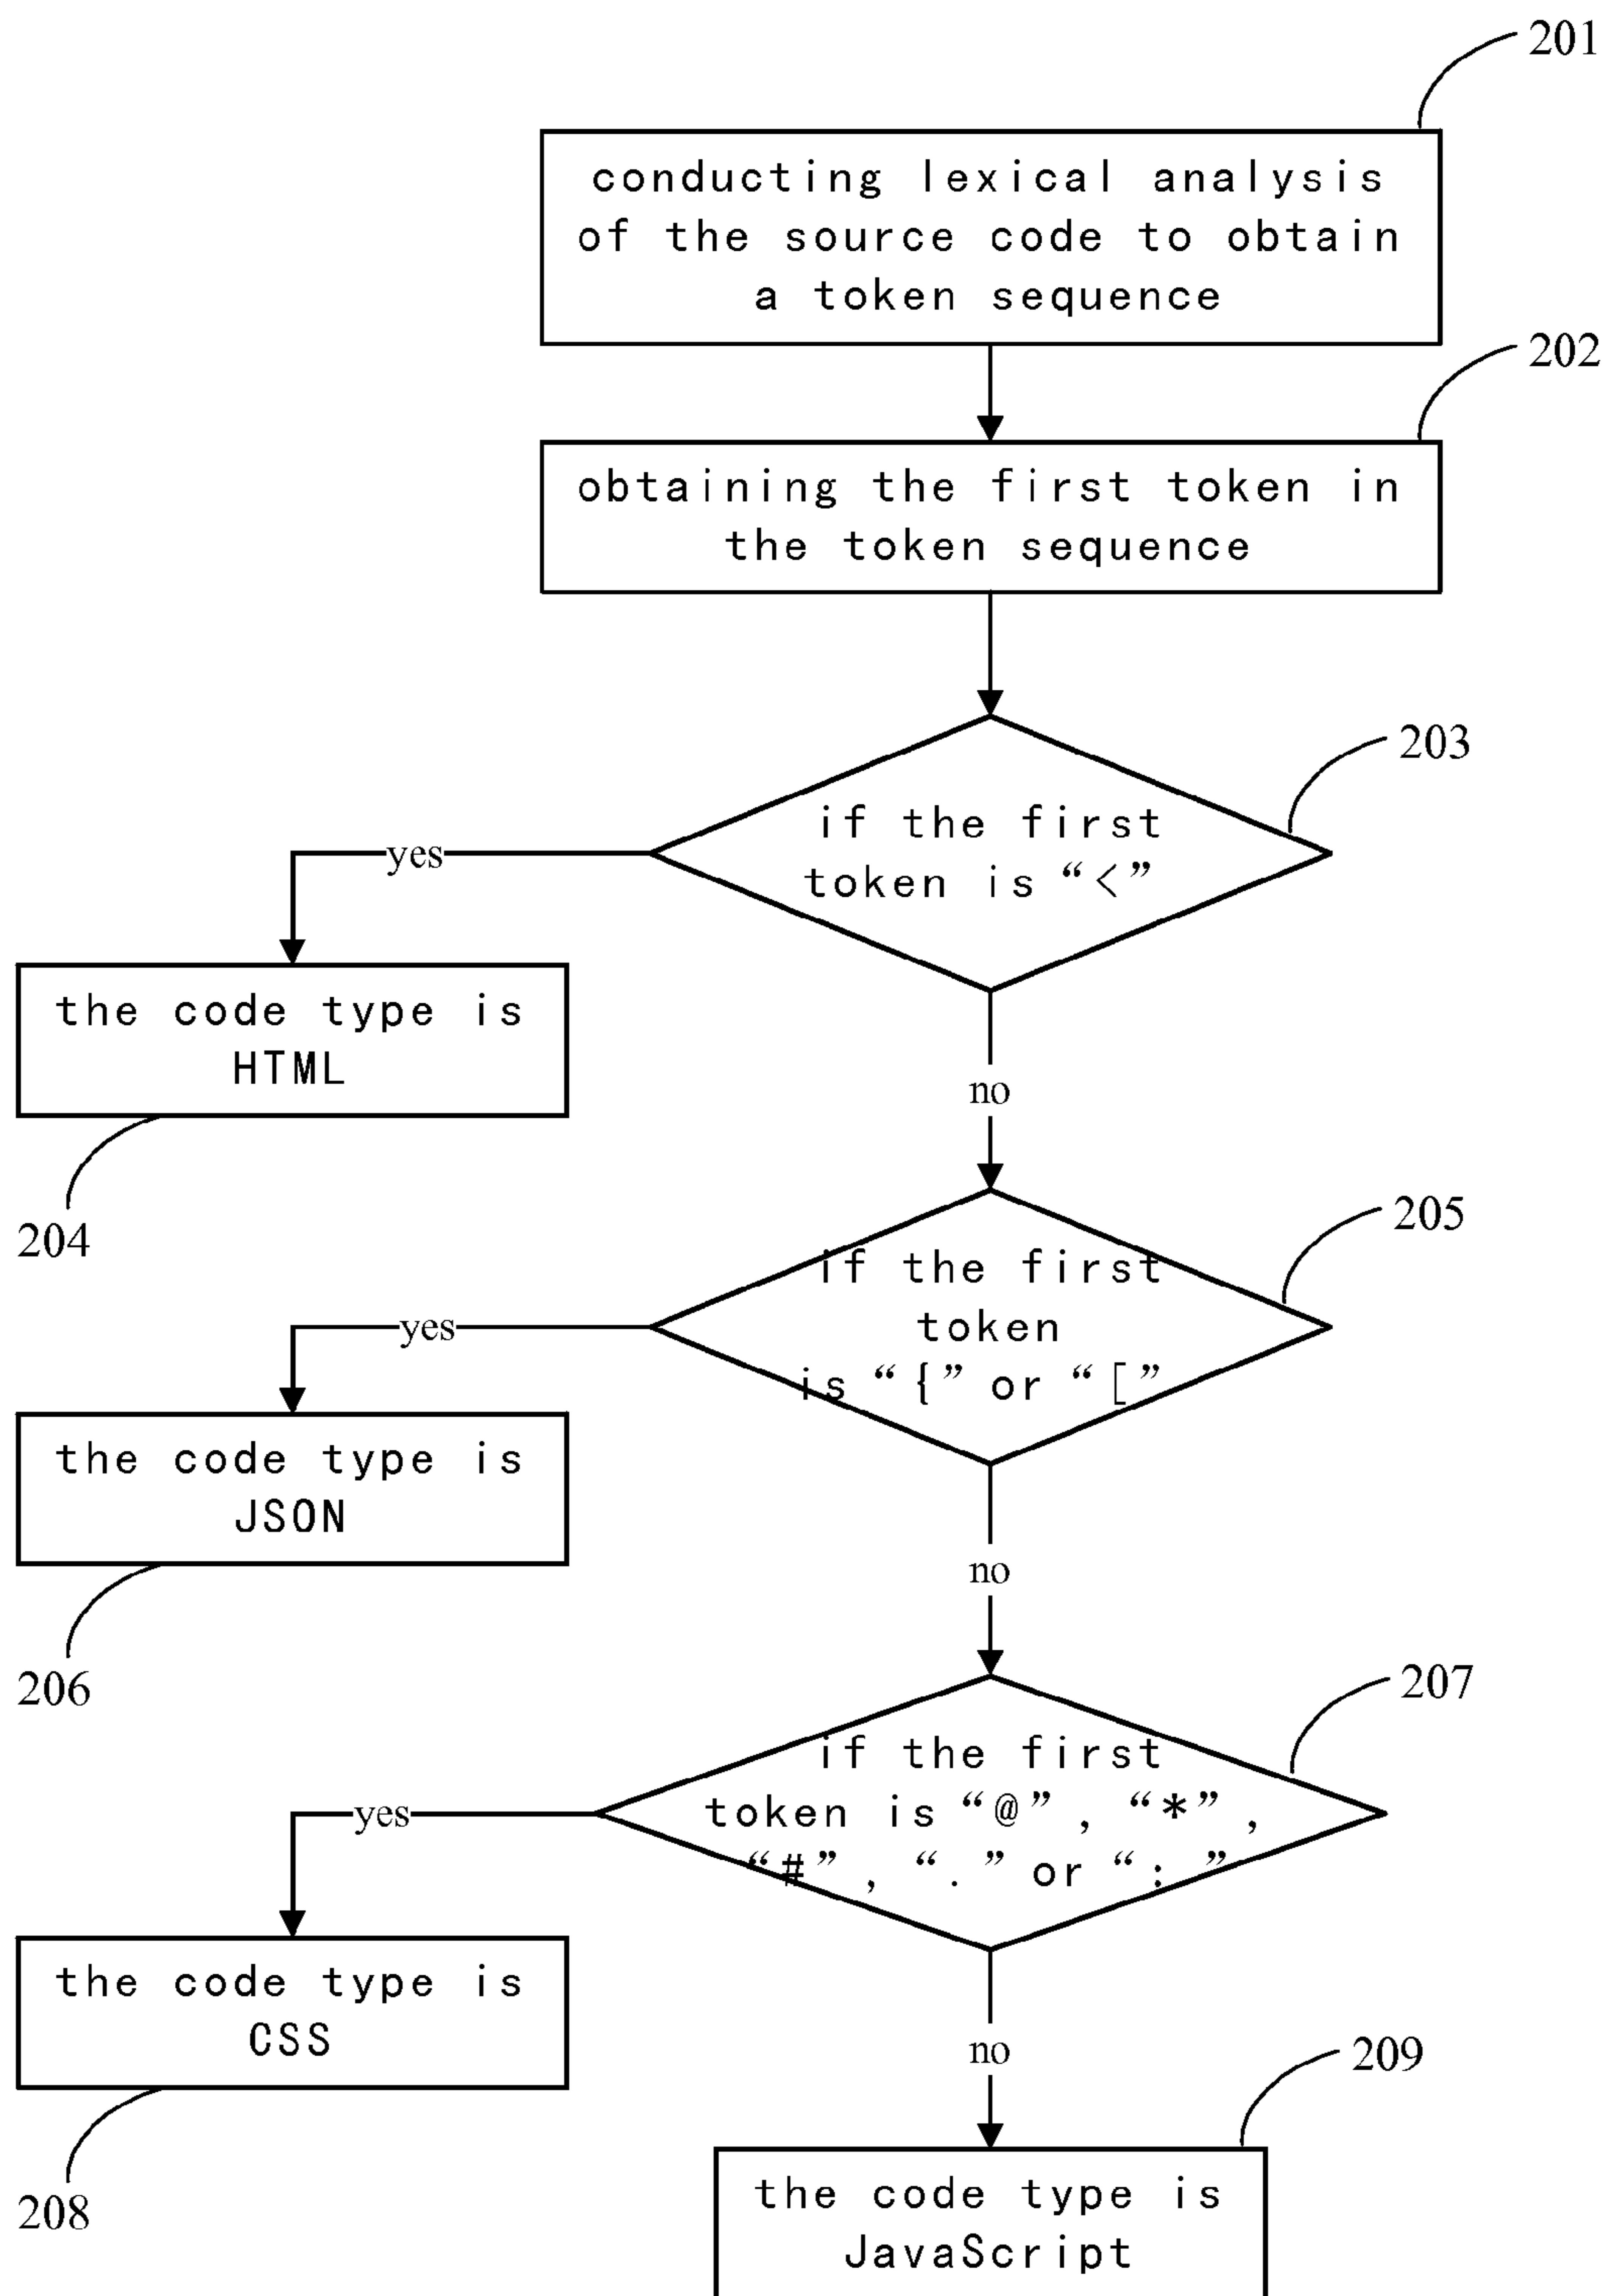 201
conducting lexical analysis
of the source code to obtain
a token sequence
202
obtaining the first token in
the token sequence
203
if the first
token is “<”
yes
the code type is
HTML
204
no
205
if the first
token
is “{” or “[”
yes
the code type is
JSON
206
no
207
if the first
token is “@”, “*”,
“#”, “.” or “:”
yes
the code type is
CSS
208
no
209
the code type is
JavaScript